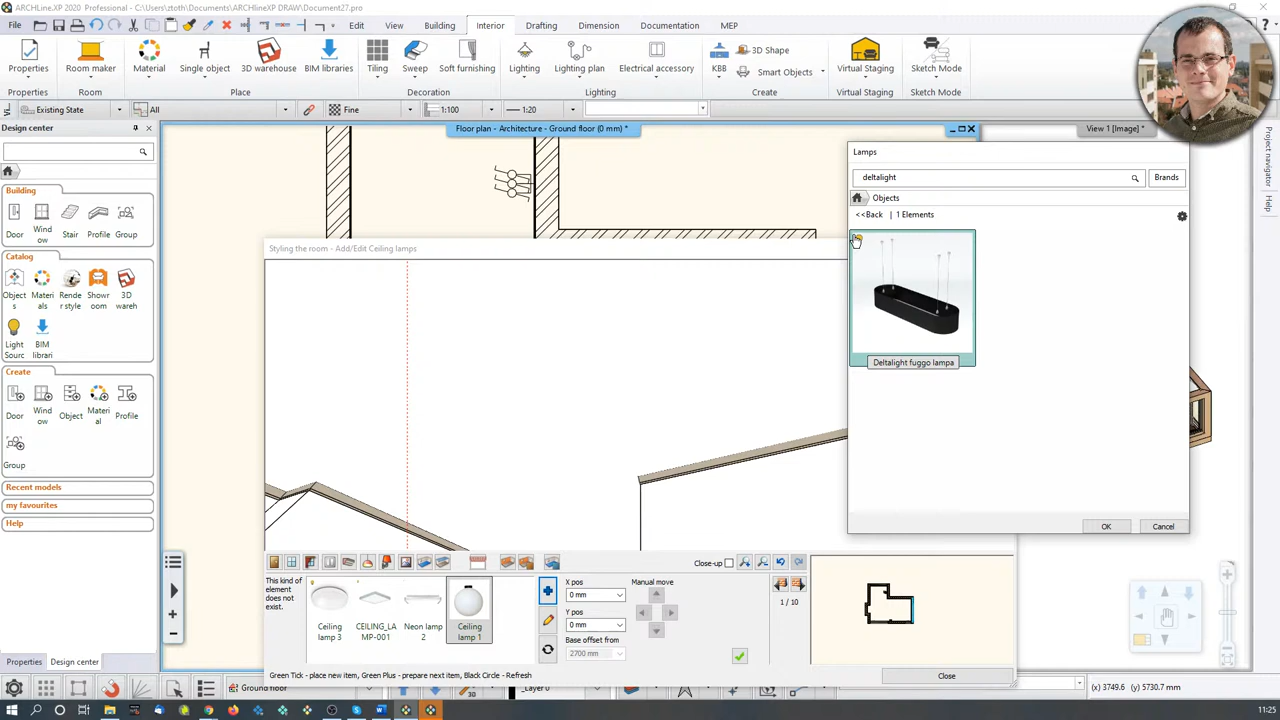 ARCHLine.XP 2020 Professional - C:\Users\ztoth\Documents\ARCHlineXP DRAW\Document27.pro
File Edit View Building Interior Drafting Dimension Documentation MEP
Properties Room maker Material Single object 3D warehouse BIM libraries Tiling Sweep Soft furnishing Lighting Lighting plan Electrical accessory KBB 3D Shape Smart Objects Virtual Staging Sketch Mode
Properties Room Place Decoration Lighting Create Virtual Staging Sketch Mode
Existing State All Fine 1:100 1:20
Design center
Floor plan - Architecture - Ground floor (0 mm) *
View 1 [Image] *
Project navigator
Help
Building
Door Window Stair Profile Group
Catalog
Objects Materials Render style Showroom 3D wareh
Light Sourc BIM librari
Create
Door Window Object Material Profile
Group
Recent models
my favourites
Help
Properties Design center
Lamps
deltalight Brands
Objects
<<Back | 1 Elements
Deltalight fuggo lampa
OK Cancel
Styling the room - Add/Edit Ceiling lamps
Close-up
This kind of element does not exist.
Ceiling lamp 3
CEILING_LAMP-001
Neon lamp 2
Ceiling lamp 1
X pos
0 mm
Y pos
0 mm
Base offset from
2700 mm
Manual move
1 / 10
Green Tick - place new item, Green Plus - prepare next item, Black Circle - Refresh
Close
Ground floor
_Layer 0
(x) 3749.6 (y) 5730.7 mm
11:25